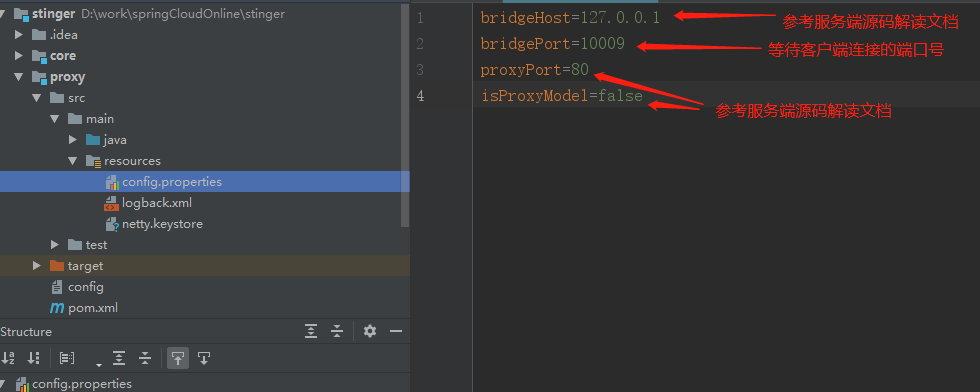 stinger D:\work\springCloudOnline\stinger
.idea
core
proxy
src
main
java
resources
config.properties
logback.xml
netty.keystore
test
target
config
pom.xml
Structure
config.properties
1 bridgeHost=127.0.0.1 参考服务端源码解读文档
2 bridgePort=10009 等待客户端连接的端口号
3 proxyPort=80
4 isProxyModel=false 参考服务端源码解读文档